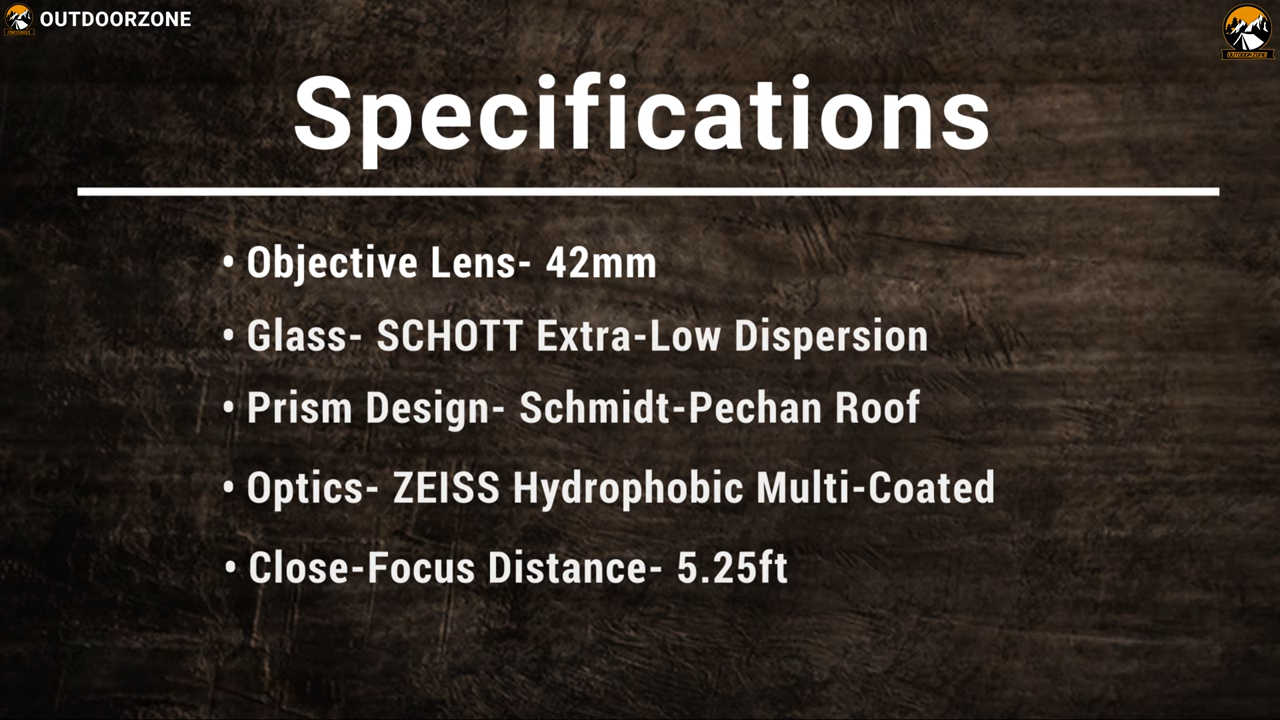 OUTDOORZONE
OUTDOORZONE
Specifications
• Objective Lens- 42mm
• Glass- SCHOTT Extra-Low Dispersion
• Prism Design- Schmidt-Pechan Roof
• Optics- ZEISS Hydrophobic Multi-Coated
• Close-Focus Distance- 5.25ft